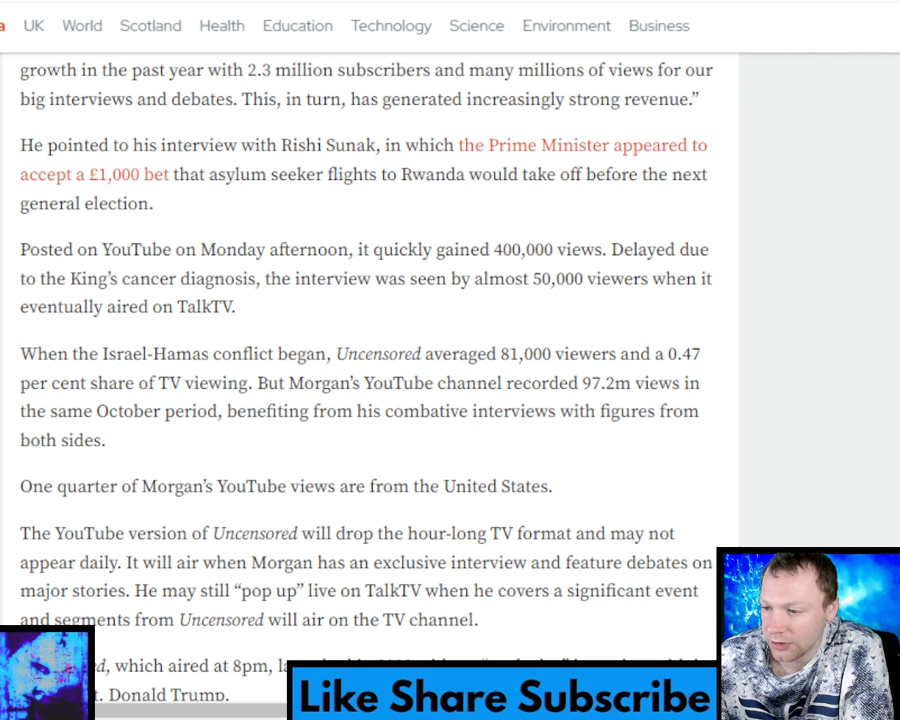 UK World Scotland Health Education Technology Science Environment Business
growth in the past year with 2.3 million subscribers and many millions of views for our
big interviews and debates. This, in turn, has generated increasingly strong revenue.”
He pointed to his interview with Rishi Sunak, in which the Prime Minister appeared to
accept a £1,000 bet that asylum seeker flights to Rwanda would take off before the next
general election.
Posted on YouTube on Monday afternoon, it quickly gained 400,000 views. Delayed due
to the King’s cancer diagnosis, the interview was seen by almost 50,000 viewers when it
eventually aired on TalkTV.
When the Israel-Hamas conflict began, Uncensored averaged 81,000 viewers and a 0.47
per cent share of TV viewing. But Morgan’s YouTube channel recorded 97.2m views in
the same October period, benefiting from his combative interviews with figures from
both sides.
One quarter of Morgan’s YouTube views are from the United States.
The YouTube version of Uncensored will drop the hour-long TV format and may not
appear daily. It will air when Morgan has an exclusive interview and feature debates on
major stories. He may still “pop up” live on TalkTV when he covers a significant event
and segments from Uncensored will air on the TV channel.
which aired at 8pm,
Donald Trump.
Like Share Subscribe